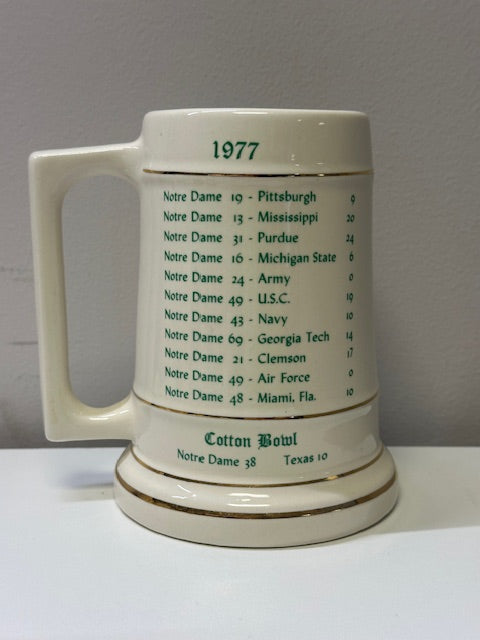 1977
Notre Dame 19 - Pittsburgh 9
Notre Dame 13 - Mississippi 20
Notre Dame 31 - Purdue 24
Notre Dame 16 - Michigan State 6
Notre Dame 24 - Army 0
Notre Dame 49 - U.S.C. 19
Notre Dame 43 - Navy 10
Notre Dame 69 - Georgia Tech 14
Notre Dame 21 - Clemson 17
Notre Dame 49 - Air Force 0
Notre Dame 48 - Miami, Fla. 10
Cotton Bowl
Notre Dame 38 Texas 10